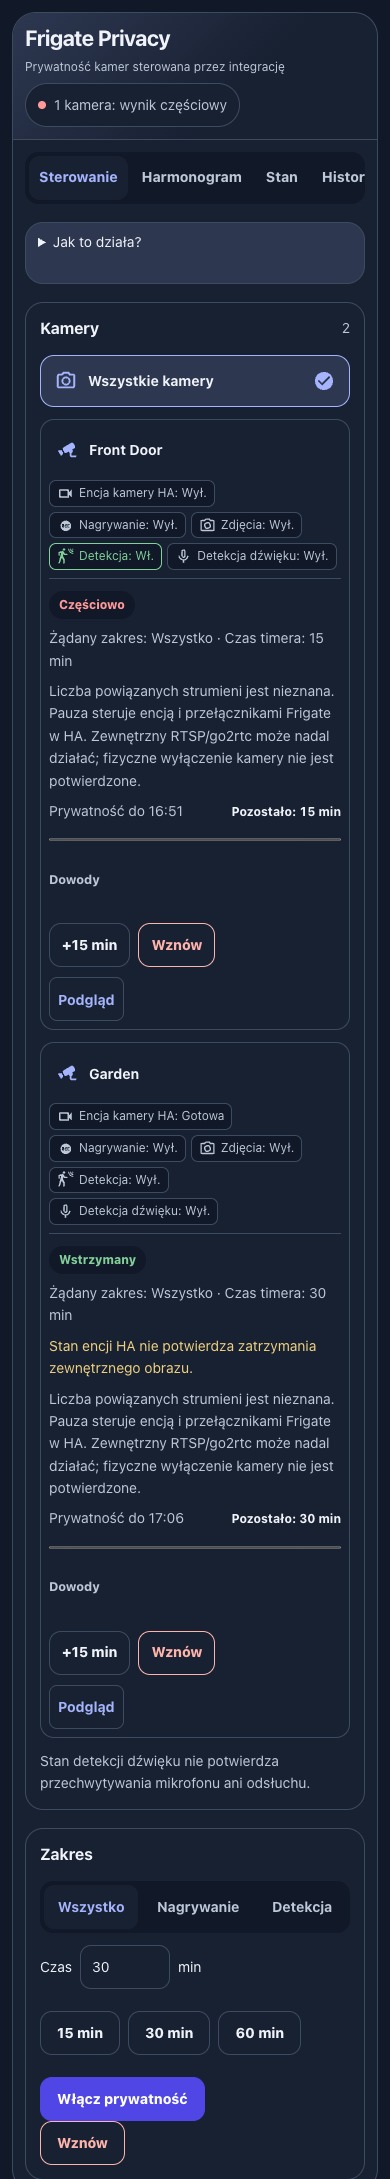 Frigate Privacy
Prywatność kamer sterowana przez integrację
1 kamera: wynik częściowy
Sterowanie Harmonogram Stan Histor
Jak to działa?
Kamery 2
Wszystkie kamery
Front Door
Encja kamery HA: Wył.
Nagrywanie: Wył. Zdjęcia: Wył.
Detekcja: Wł. Detekcja dźwięku: Wył.
Częściowo
Żądany zakres: Wszystko · Czas timera: 15
min
Liczba powiązanych strumieni jest nieznana.
Pauza steruje encją i przełącznikami Frigate
w HA. Zewnętrzny RTSP/go2rtc może nadal
działać; fizyczne wyłączenie kamery nie jest
potwierdzone.
Prywatność do 16:51 Pozostało: 15 min
Dowody
+15 min Wznów
Podgląd
Garden
Encja kamery HA: Gotowa
Nagrywanie: Wył. Zdjęcia: Wył.
Detekcja: Wył.
Detekcja dźwięku: Wył.
Wstrzymany
Żądany zakres: Wszystko · Czas timera: 30
min
Stan encji HA nie potwierdza zatrzymania
zewnętrznego obrazu.
Liczba powiązanych strumieni jest nieznana.
Pauza steruje encją i przełącznikami Frigate
w HA. Zewnętrzny RTSP/go2rtc może nadal
działać; fizyczne wyłączenie kamery nie jest
potwierdzone.
Prywatność do 17:06 Pozostało: 30 min
Dowody
+15 min Wznów
Podgląd
Stan detekcji dźwięku nie potwierdza
przechwytywania mikrofonu ani odsłuchu.
Zakres
Wszystko Nagrywanie Detekcja
Czas 30 min
15 min 30 min 60 min
Włącz prywatność
Wznów